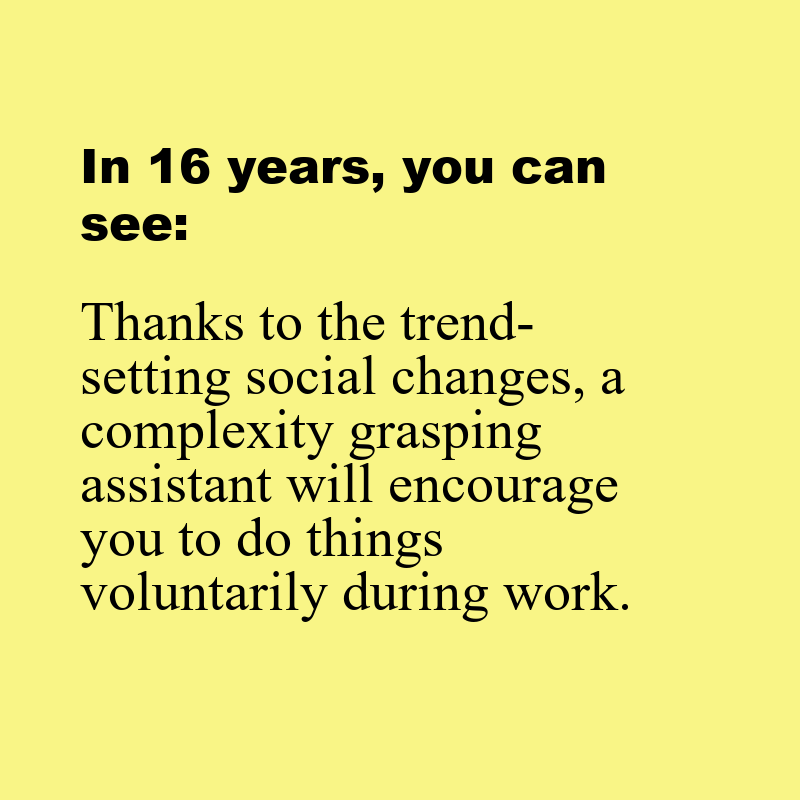 In 16 years, you can
see:
Thanks to the trend-
setting social changes, a
complexity grasping
assistant will encourage
you to do things
voluntarily during work.